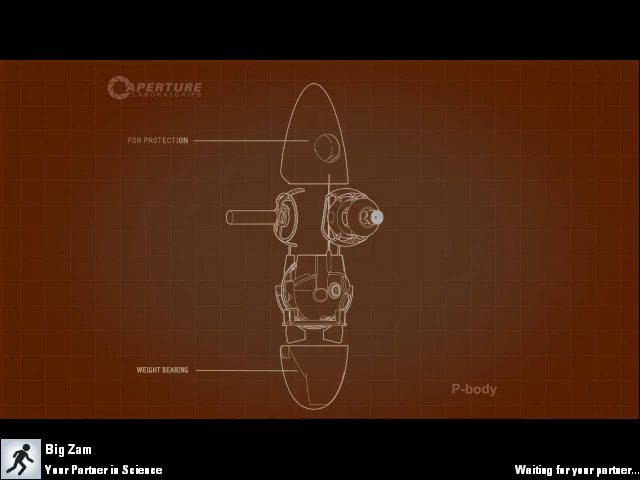 APERTURE
LABORATORIES
FOR PROTECTION
WEIGHT BEARING
P-body
Big Zam
Your Partner in Science
Waiting for your partner...